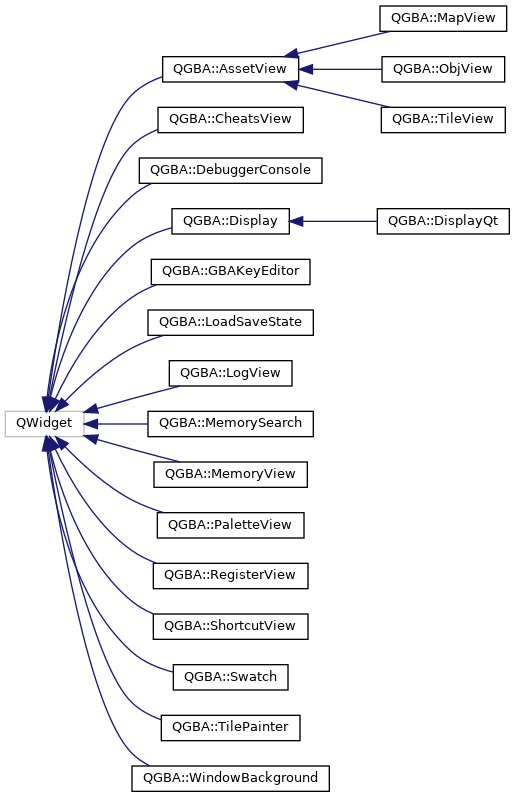 QGBA::MapView
QGBA::AssetView
QGBA::ObjView
QGBA::TileView
QGBA::CheatsView
QGBA::DebuggerConsole
QGBA::Display
QGBA::DisplayQt
QGBA::GBAKeyEditor
QGBA::LoadSaveState
QGBA::LogView
QWidget
QGBA::MemorySearch
QGBA::MemoryView
QGBA::PaletteView
QGBA::RegisterView
QGBA::ShortcutView
QGBA::Swatch
QGBA::TilePainter
QGBA::WindowBackground